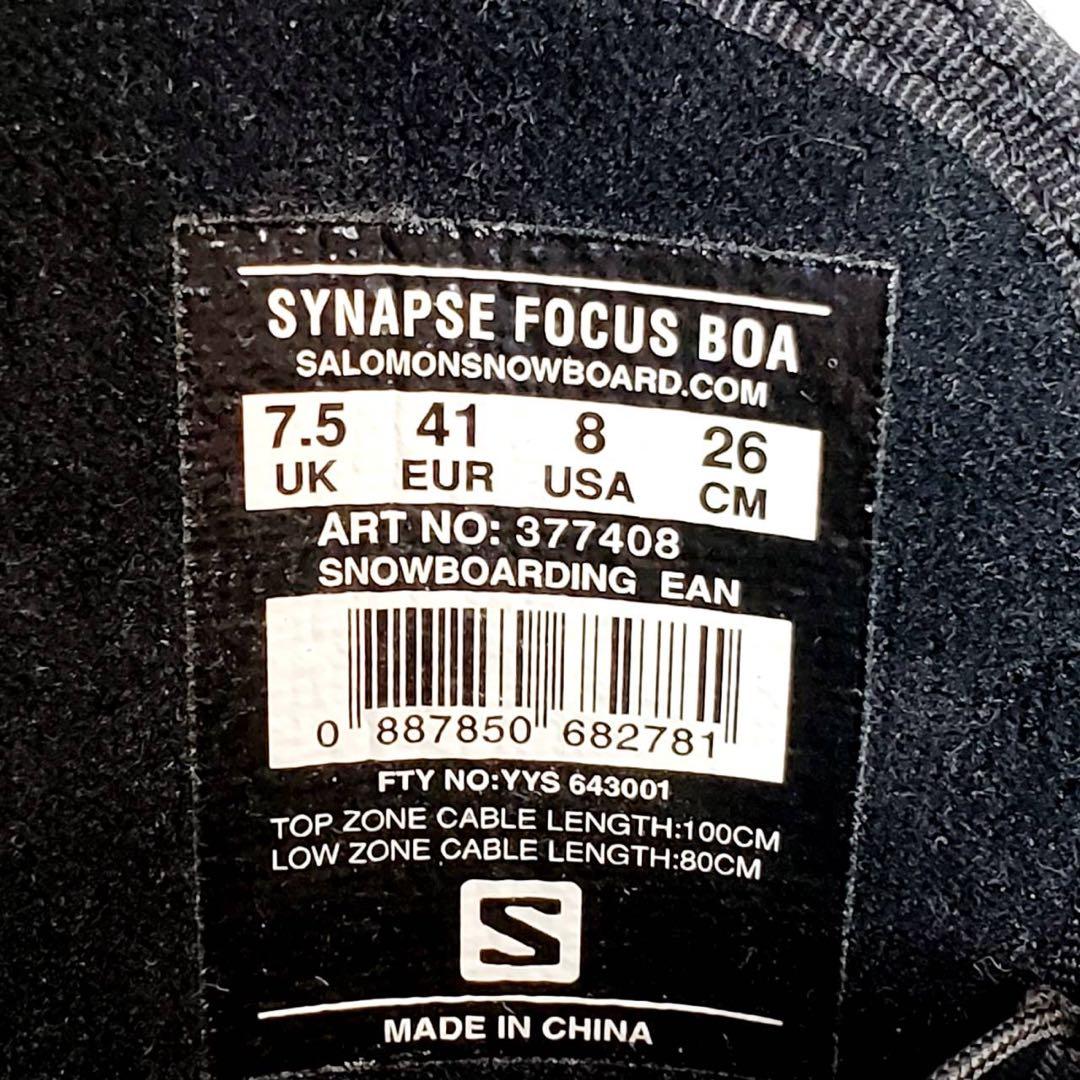 SYNAPSE FOCUS BOA
SALOMONSNOWBOARD.COM
7.5 41 8 26
UK EUR USA CM
ART NO: 377408
SNOWBOARDING EAN
0 887850 682781
FTY NO:YYS 643001
TOP ZONE CABLE LENGTH:100CM
LOW ZONE CABLE LENGTH:80CM
S
MADE IN CHINA